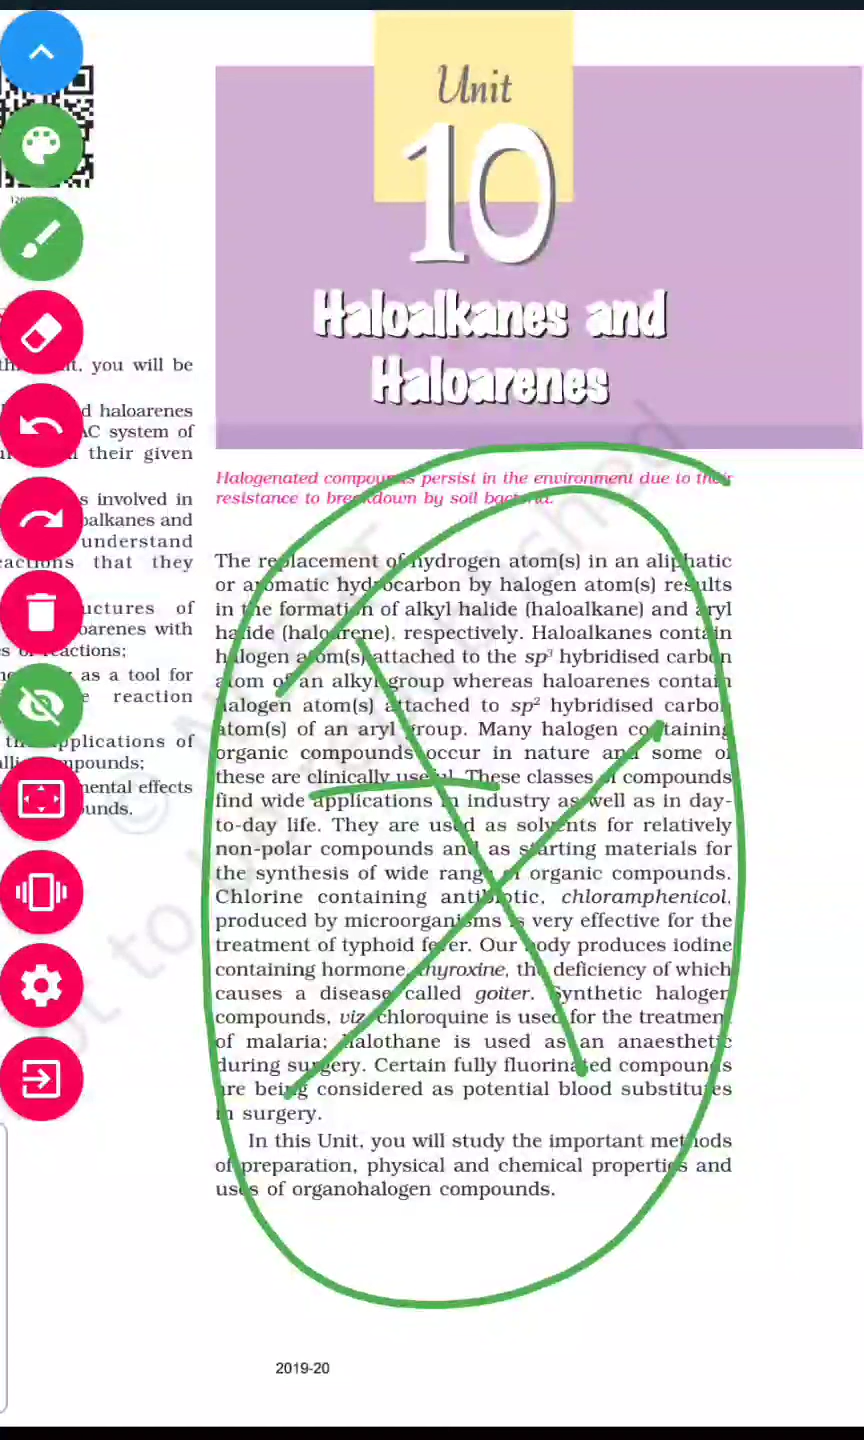 Unit
10
Haloalkanes and
Haloarenes
you will be
haloarenes
system of
their given
involved in
and
understand
that they
of
with
reactions;
as a tool for
reaction
applications of
mental effects
Halogenated compounds persist in the environment due to their
resistance to breakdown by soil bacteria.
The replacement of hydrogen atom(s) in an aliphatic
or aromatic hydrocarbon by halogen atom(s) results
in the formation of alkyl halide (haloalkane) and aryl
halide (haloarene), respectively. Haloalkanes contain
halogen atom(s) attached to the sp³ hybridised carbon
atom of an alkyl group whereas haloarenes contain
halogen atom(s) attached to sp² hybridised carbon
atom(s) of an aryl group. Many halogen containing
organic compounds occur in nature and some of
these are clinically useful. These classes of compounds
find wide applications in industry as well as in day-
to-day life. They are used as solvents for relatively
non-polar compounds and as starting materials for
the synthesis of wide range of organic compounds.
Chlorine containing antibiotic, chloramphenicol,
produced by microorganisms is very effective for the
treatment of typhoid fever. Our body produces iodine
containing hormone, thyroxine, the deficiency of which
causes a disease called goiter. Synthetic halogen
compounds, viz. chloroquine is used for the treatment
of malaria; halothane is used as an anaesthetic
during surgery. Certain fully fluorinated compounds
are being considered as potential blood substitutes
in surgery.
In this Unit, you will study the important methods
of preparation, physical and chemical properties and
uses of organohalogen compounds.
2019-20